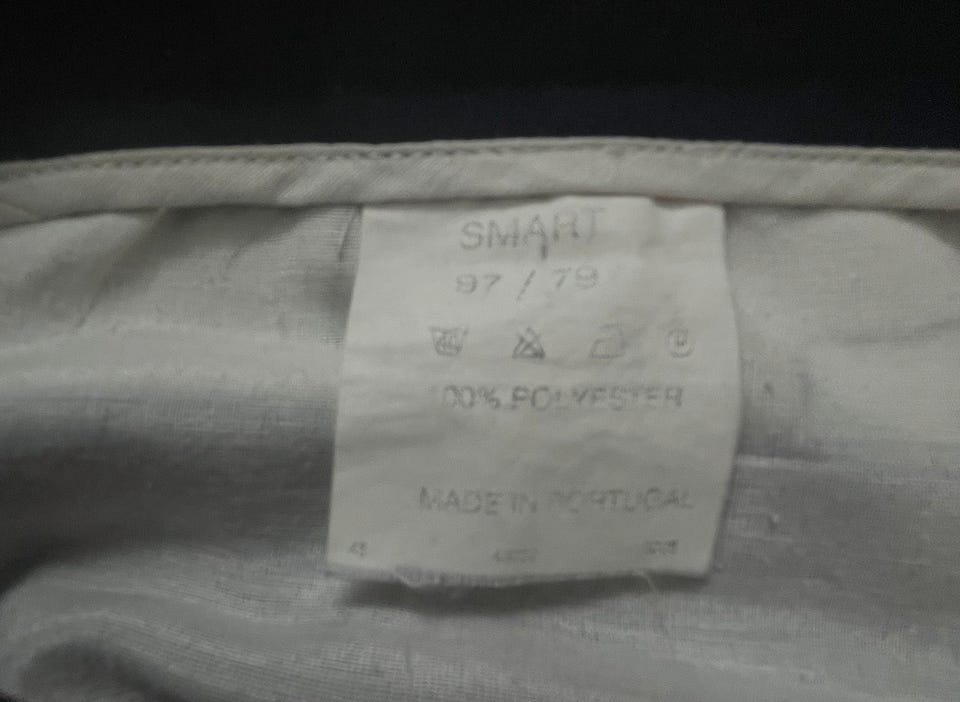 SMART
97 / 79
100% POLYESTER
MADE IN PORTUGAL